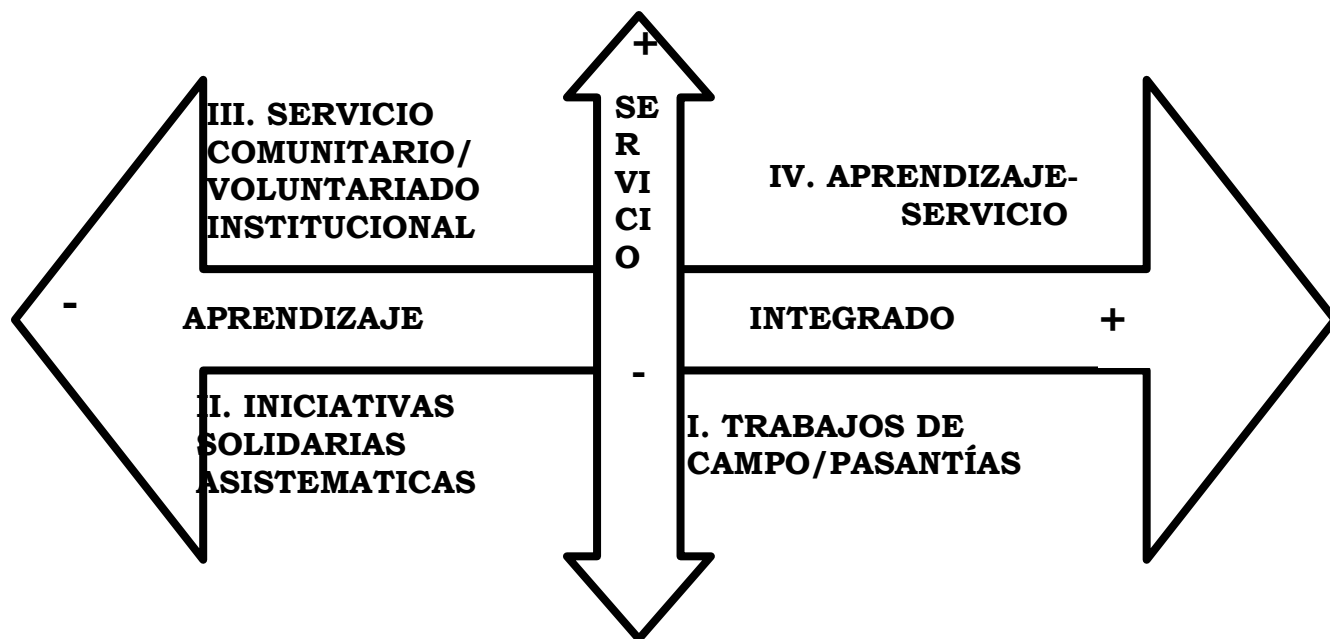 +
SE
R
VI
CI
O
-
III. SERVICIO
COMUNITARIO/
VOLUNTARIADO
INSTITUCIONAL
IV. APRENDIZAJE-
SERVICIO
-
APRENDIZAJE
INTEGRADO
+
II. INICIATIVAS
SOLIDARIAS
ASISTEMATICAS
I. TRABAJOS DE
CAMPO/PASANTÍAS